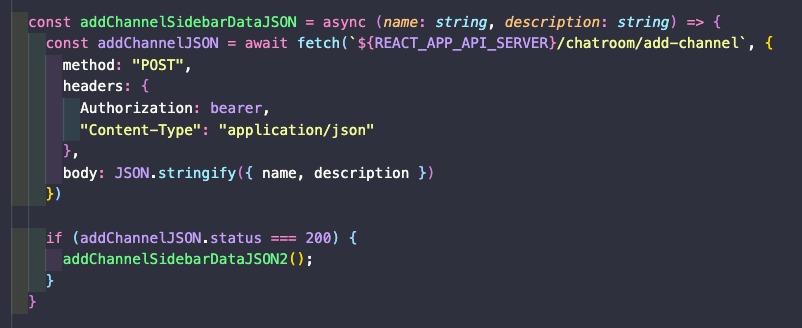 const addChannelSidebarDataJSON = async (name: string, description: string) => {
const addChannelJSON = await fetch(`${REACT_APP_API_SERVER}/chatroom/add-channel`, {
method: "POST",
headers: {
Authorization: bearer,
"Content-Type": "application/json"
},
body: JSON.stringify({ name, description })
})
if (addChannelJSON.status === 200) {
addChannelSidebarDataJSON2();
}
}